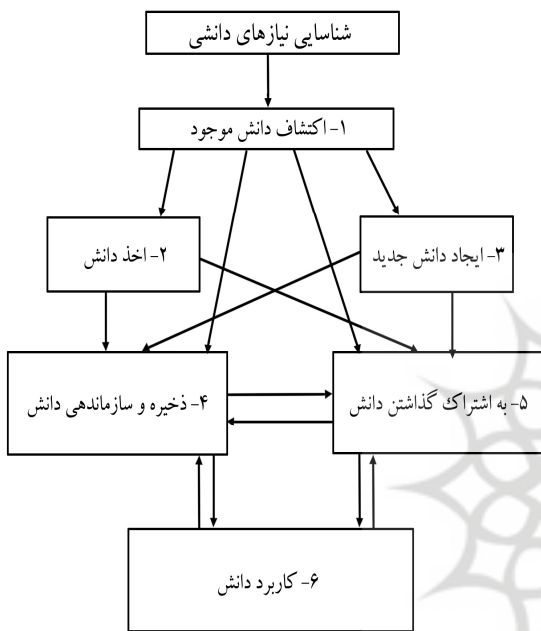 شناسایی نیازهای دانشی
۱- اکتشاف دانش موجود
۳- ایجاد دانش جدید
۲- اخذ دانش
۵- به اشتراک گذاشتن دانش
۴- ذخیره و سازماندهی دانش
۶- کاربرد دانش